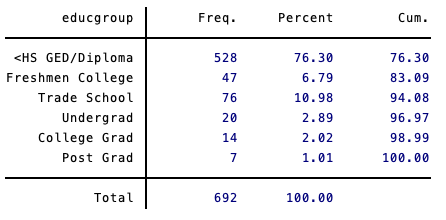 educgroup Freq. Percent Cum.
<HS GED/Diploma 528 76.30 76.30
Freshmen College 47 6.79 83.09
Trade School 76 10.98 94.08
Undergrad 20 2.89 96.97
College Grad 14 2.02 98.99
Post Grad 7 1.01 100.00
Total 692 100.00